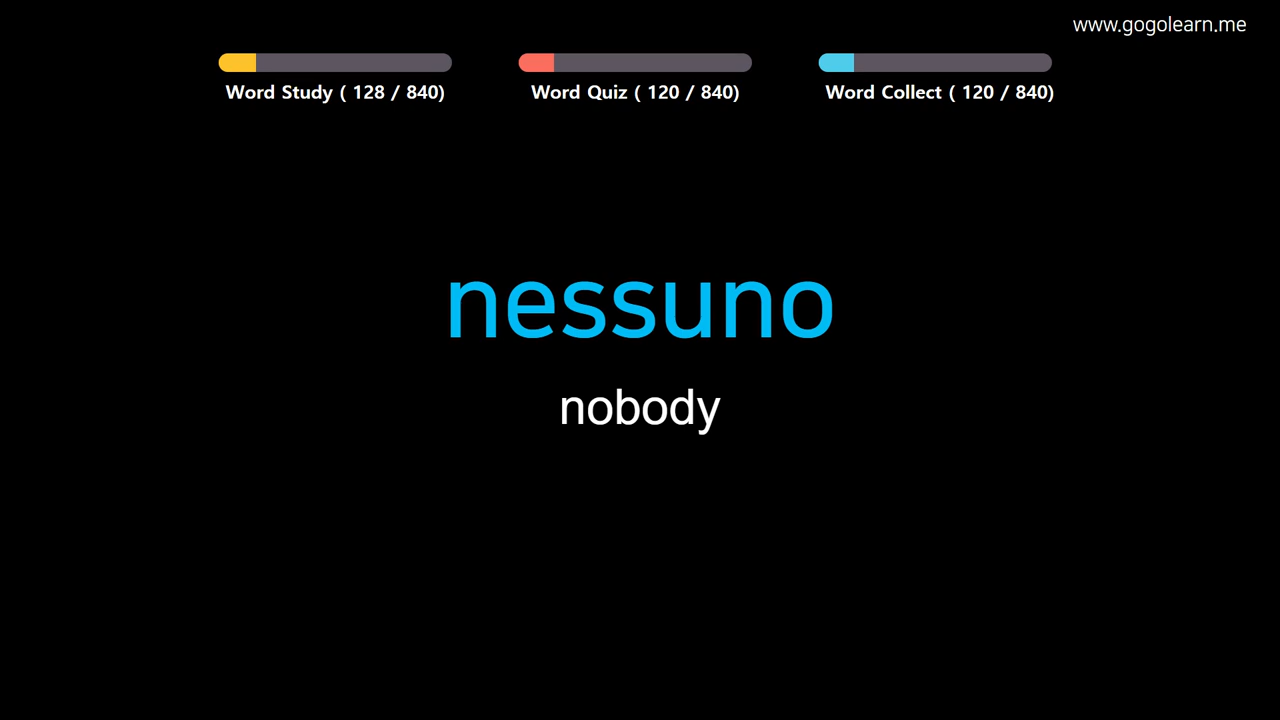 www.gogolearn.me
Word Study ( 128 / 840)
Word Quiz ( 120 / 840)
Word Collect ( 120 / 840)
nessuno
nobody